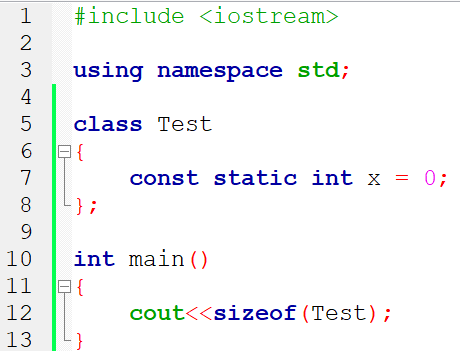 1 #include <iostream>
2
3 using namespace std;
4
5 class Test
6 {
7 const static int x = 0;
8 };
9
10 int main()
11 {
12 cout<<sizeof(Test);
13 }